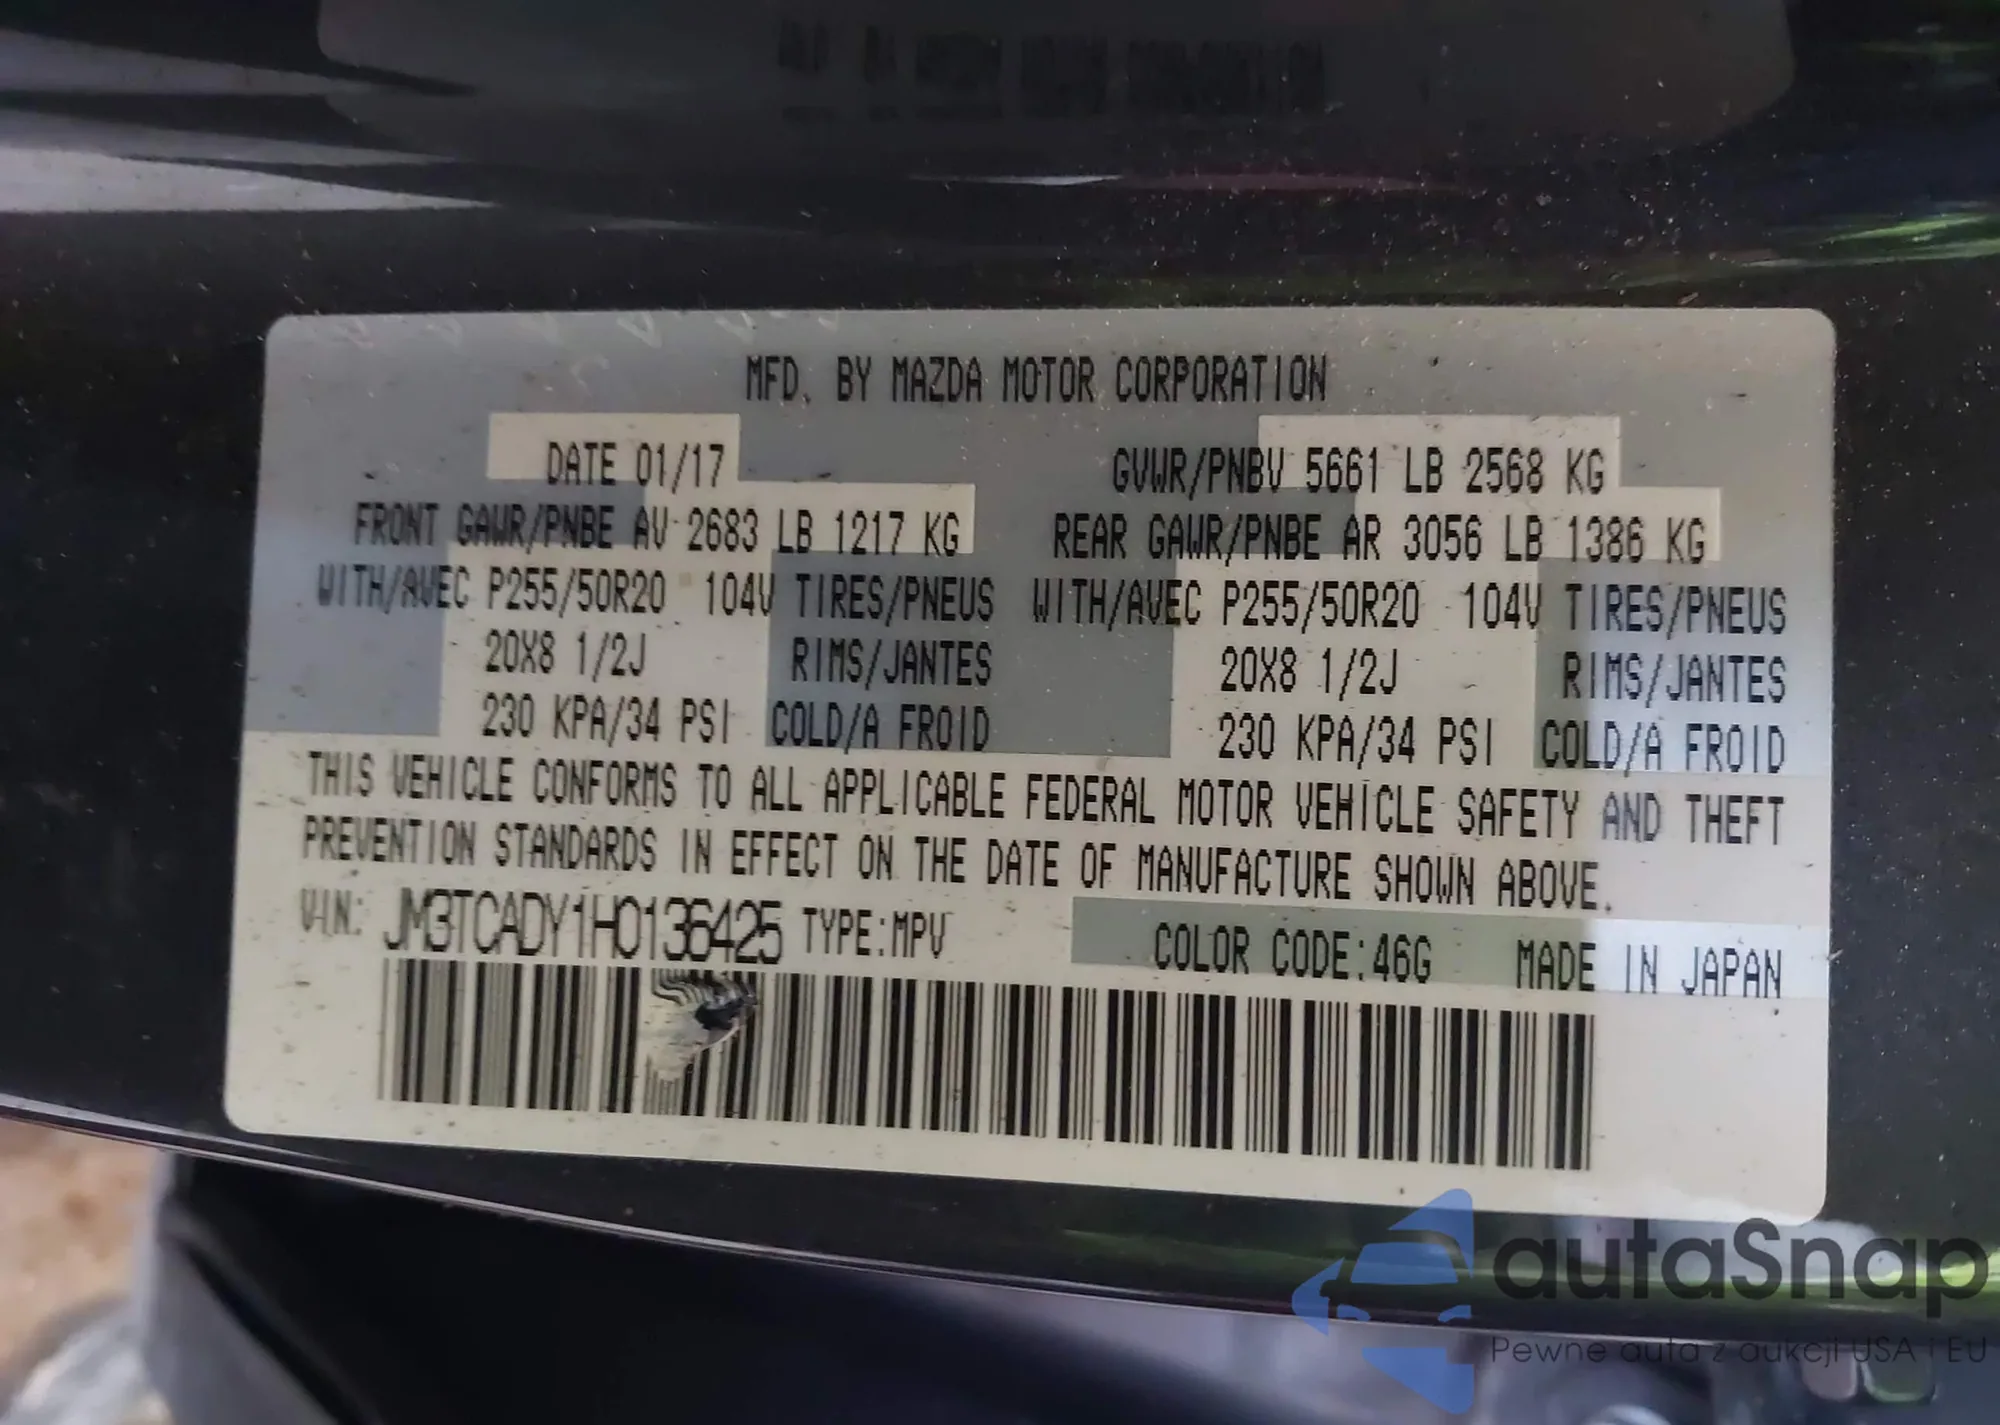 MFD. BY MAZDA MOTOR CORPORATION
DATE 01/17 GVWR/PNBV 5661 LB 2568 KG
FRONT GAWR/PNBE AV 2683 LB 1217 KG REAR GAWR/PNBE AR 3056 LB 1386 KG
WITH/AVEC P255/50R20 104V TIRES/PNEUS WITH/AVEC P255/50R20 104V TIRES/PNEUS
20X8 1/2J RIMS/JANTES 20X8 1/2J RIMS/JANTES
230 KPA/34 PSI COLD/A FROID 230 KPA/34 PSI COLD/A FROID
THIS VEHICLE CONFORMS TO ALL APPLICABLE FEDERAL MOTOR VEHICLE SAFETY AND THEFT
PREVENTION STANDARDS IN EFFECT ON THE DATE OF MANUFACTURE SHOWN ABOVE.
VIN: JM3TCADY1H0136425 TYPE:MPV COLOR CODE:46G MADE IN JAPAN
autaSnap
Pewne auta z aukcji USA i EU